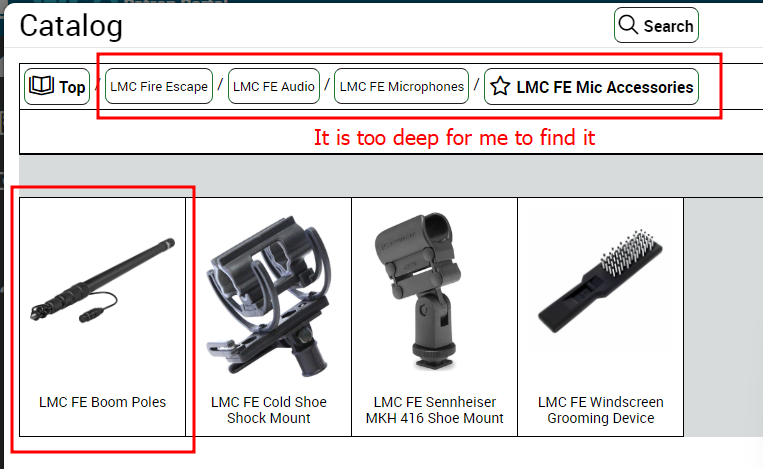 Patron Portal
Catalog
Search
Top / LMC Fire Escape / LMC FE Audio / LMC FE Microphones / LMC FE Mic Accessories
It is too deep for me to find it
LMC FE Boom Poles
LMC FE Cold Shoe
Shock Mount
LMC FE Sennheiser
MKH 416 Shoe Mount
LMC FE Windscreen
Grooming Device